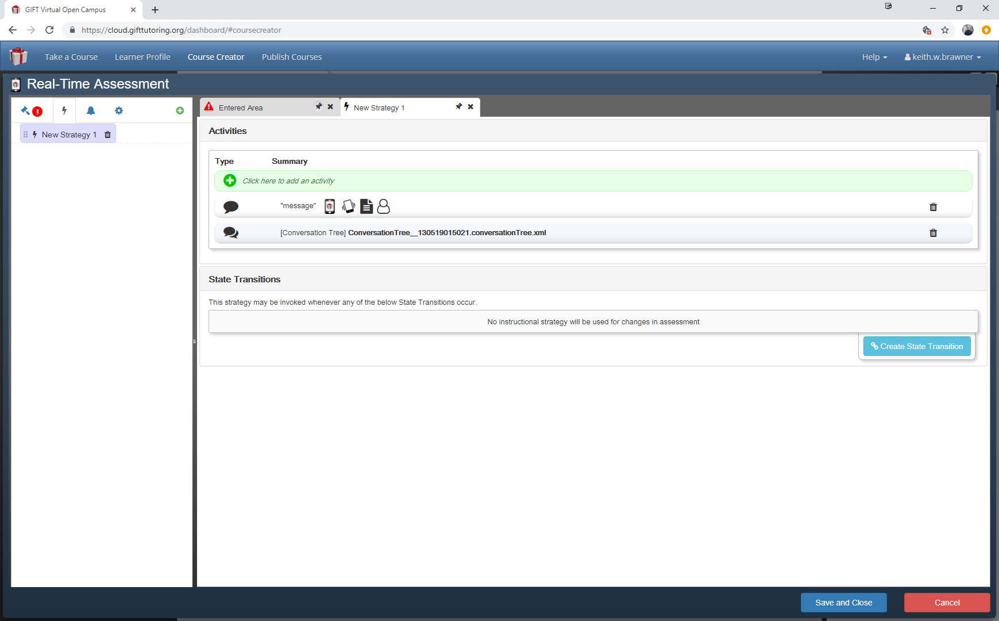 GIFT Virtual Open Campus
https://cloud.gifttutoring.org/dashboard/#coursecreator
Take a Course Learner Profile Course Creator Publish Courses Help keith.w.brawner
Real-Time Assessment
Entered Area New Strategy 1
New Strategy 1
Activities
Type Summary
Click here to add an activity
"message"
[Conversation Tree] ConversationTree__130519015021.conversationTree.xml
State Transitions
This strategy may be invoked whenever any of the below State Transitions occur.
No instructional strategy will be used for changes in assessment
Create State Transition
Save and Close Cancel